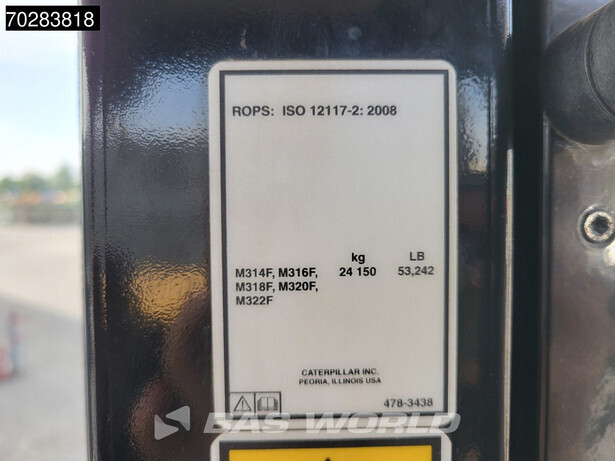 70283818
ROPS: ISO 12117-2: 2008
kg LB
M314F, M316F, 24 150 53,242
M318F, M320F,
M322F
CATERPILLAR INC.
PEORIA, ILLINOIS USA
478-3438
BAS WORLD